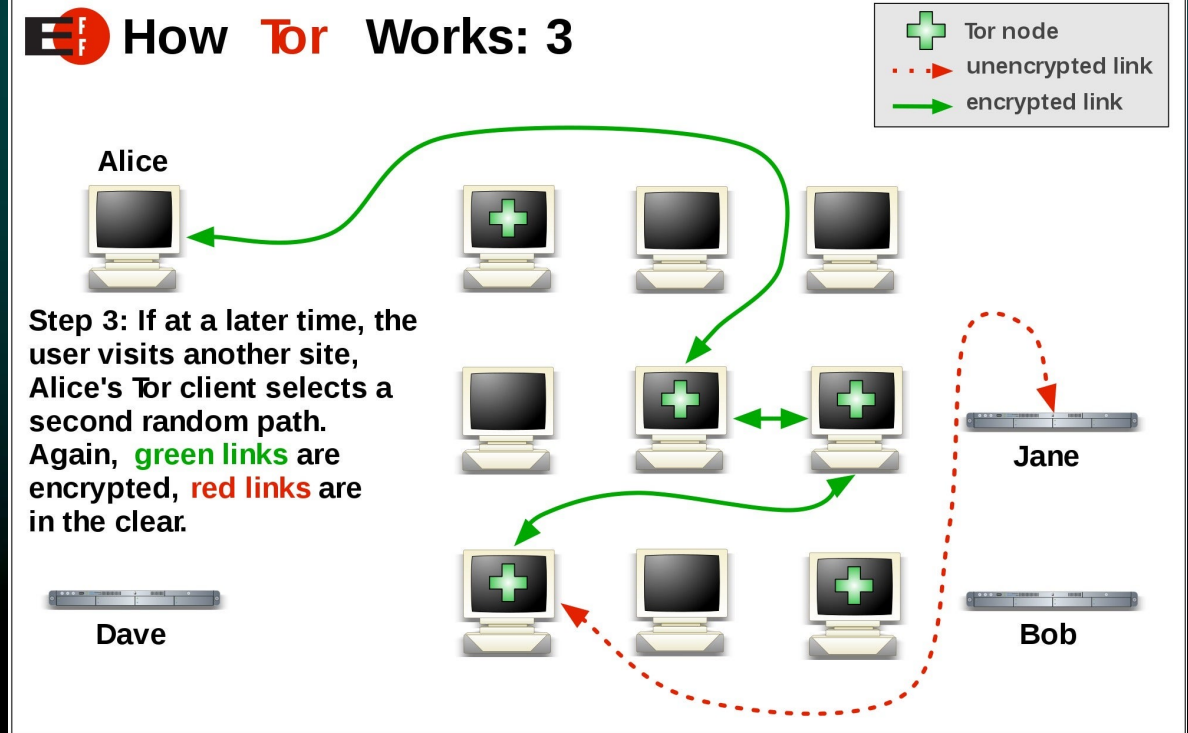 EFF How Tor Works: 3
Tor node
unencrypted link
encrypted link
Alice
Step 3: If at a later time, the
user visits another site,
Alice's Tor client selects a
second random path.
Again, green links are
encrypted, red links are
in the clear.
Jane
Dave
Bob